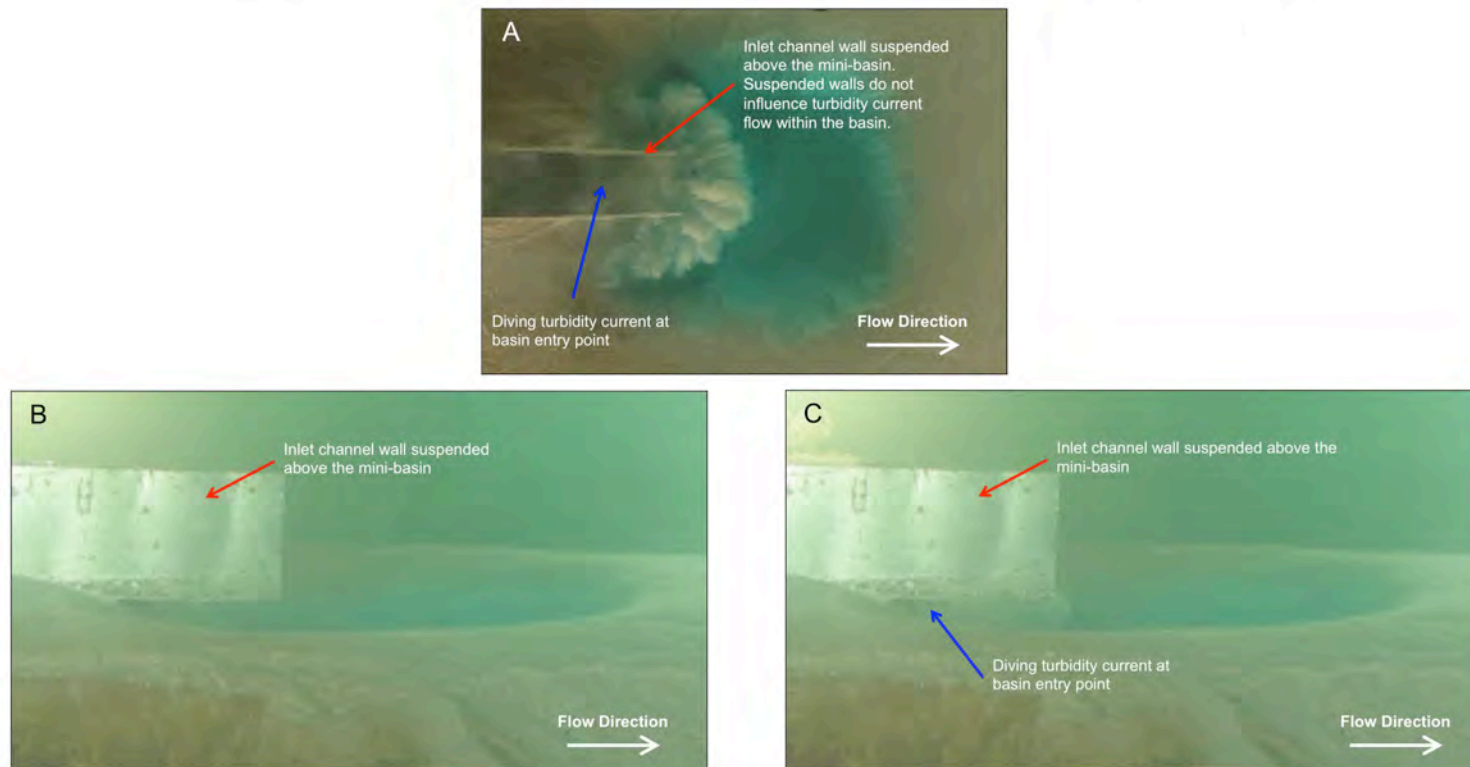 A
Inlet channel wall suspended
above the mini-basin.
Suspended walls do not
influence turbidity current
flow within the basin.
Diving turbidity current at
basin entry point
Flow Direction
B
Inlet channel wall suspended
above the mini-basin
Flow Direction
C
Inlet channel wall suspended above the
mini-basin
Diving turbidity current at
basin entry point
Flow Direction